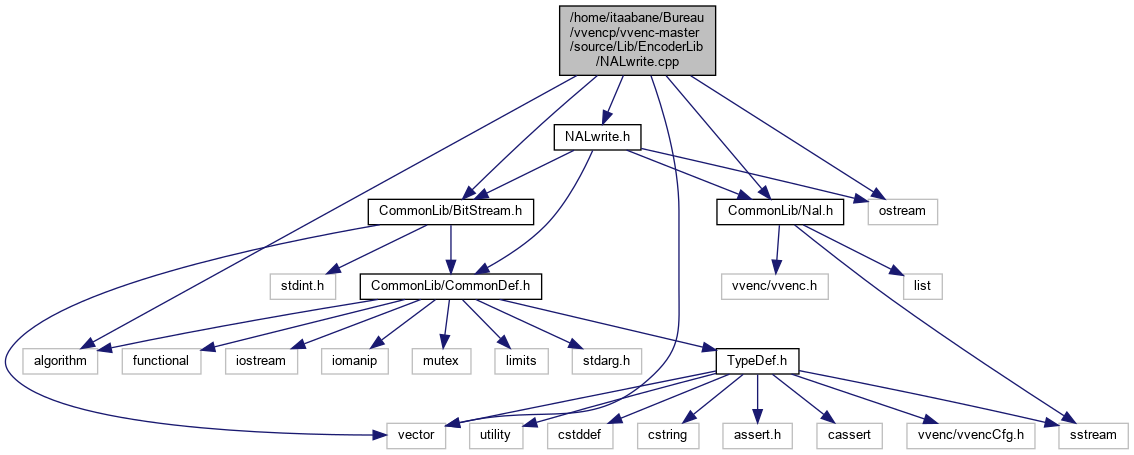 /home/itaabane/Bureau
/vvencp/vvenc-master
/source/Lib/EncoderLib
/NALwrite.cpp
NALwrite.h
CommonLib/BitStream.h
CommonLib/Nal.h
ostream
stdint.h
CommonLib/CommonDef.h
vvenc/vvenc.h
list
algorithm
functional
iostream
iomanip
mutex
limits
stdarg.h
TypeDef.h
vector
utility
cstddef
cstring
assert.h
cassert
vvenc/vvencCfg.h
sstream